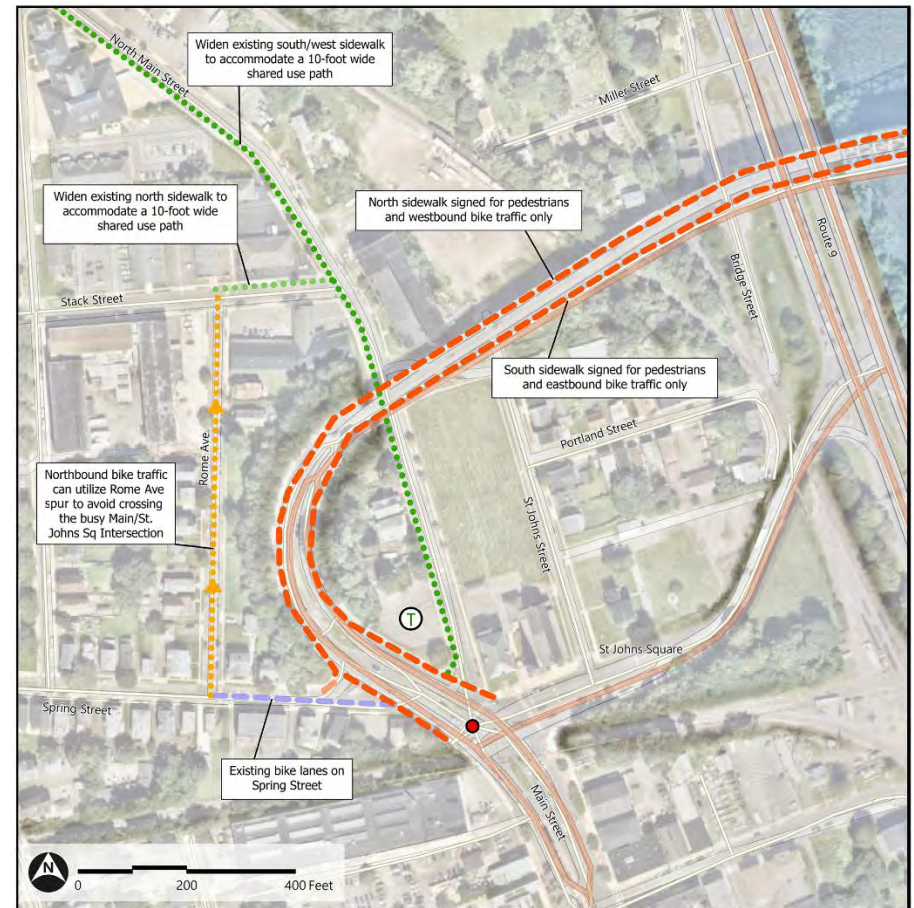 North Main Street
Widen existing south/west sidewalk
to accommodate a 10-foot wide
shared use path
Miller Street
Widen existing north sidewalk to
accommodate a 10-foot wide
shared use path
North sidewalk signed for pedestrians
and westbound bike traffic only
Route 9
Bridge Street
Stack Street
South sidewalk signed for pedestrians
and eastbound bike traffic only
Portland Street
Rome Ave
Northbound bike traffic
can utilize Rome Ave
spur to avoid crossing
the busy Main/St.
Johns Sq Intersection
St Johns Street
T
St Johns Square
Spring Street
Existing bike lanes on
Spring Street
Main Street
N
0 200 400 Feet